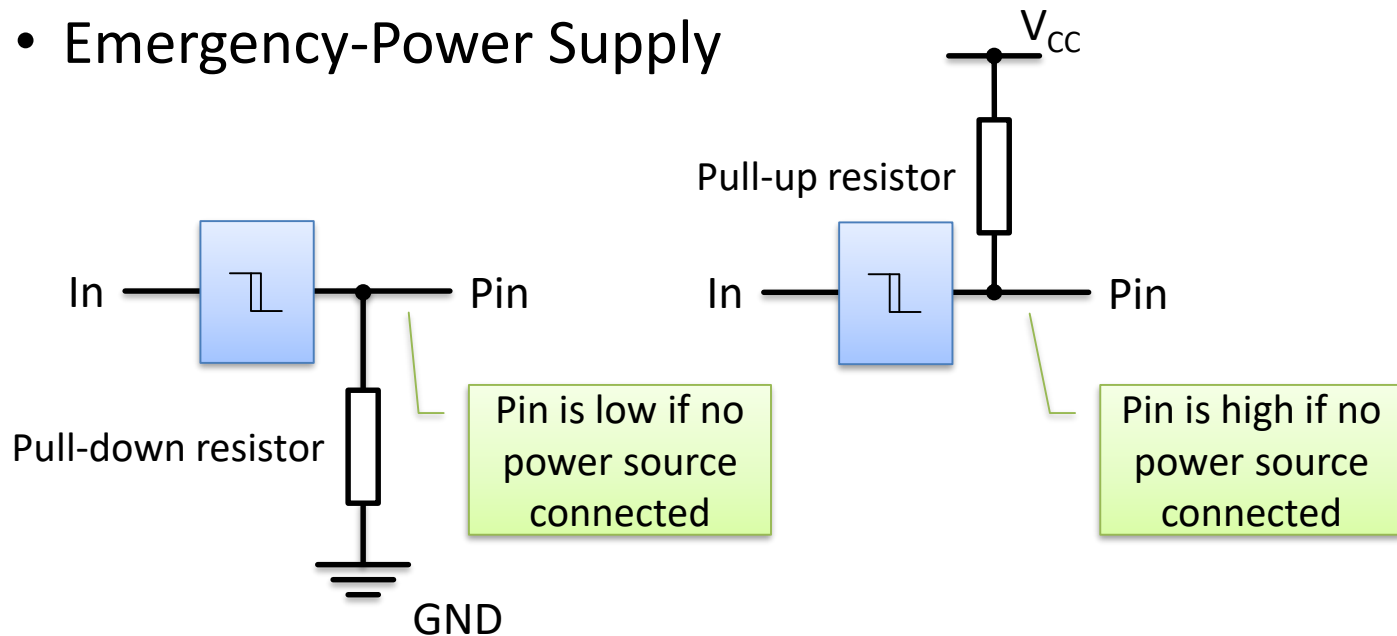 • Emergency-Power Supply
In
Pin
Pull-down resistor
GND
Pin is low if no
power source
connected
VCC
Pull-up resistor
In
Pin
Pin is high if no
power source
connected